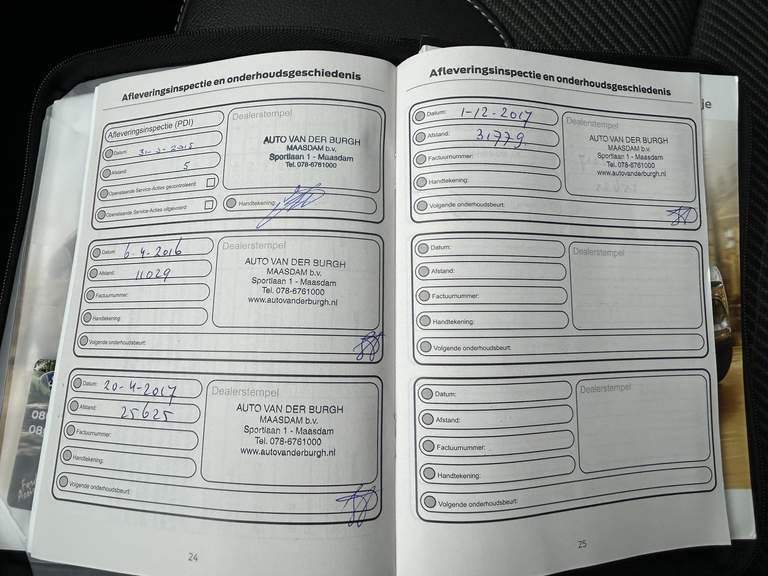 Afleveringsinspectie en onderhoudsgeschiedenis
Afleveringsinspectie (PDI)
Datum:
Afstand: 5
Openstaande Service-Acties gecontroleerd:
Openstaande Service-Acties uitgevoerd:
Dealerstempel
AUTO VAN DER BURGH
MAASDAM b.v.
Sportlaan 1 - Maasdam
Tel. 078-6761000
Handtekening:
Datum: 6-4-2016
Afstand: 11029
Factuurnummer:
Handtekening:
Volgende onderhoudsbeurt:
Dealerstempel
AUTO VAN DER BURGH
MAASDAM b.v.
Sportlaan 1 - Maasdam
Tel. 078-6761000
www.autovanderburgh.nl
Datum: 20-4-2017
Afstand: 25625
Factuurnummer:
Handtekening:
Volgende onderhoudsbeurt:
Dealerstempel
AUTO VAN DER BURGH
MAASDAM b.v.
Sportlaan 1 - Maasdam
Tel. 078-6761000
www.autovanderburgh.nl
24
Afleveringsinspectie en onderhoudsgeschiedenis
Datum: 1-12-2017
Afstand: 31779
Factuurnummer:
Handtekening:
Volgende onderhoudsbeurt:
Dealerstempel
AUTO VAN DER BURGH
MAASDAM b.v.
Sportlaan 1 - Maasdam
Tel. 078-6761000
www.autovanderburgh.nl
Datum:
Afstand:
Factuurnummer:
Handtekening:
Volgende onderhoudsbeurt:
Dealerstempel
Datum:
Afstand:
Factuurnummer:
Handtekening:
Volgende onderhoudsbeurt:
Dealerstempel
25
je